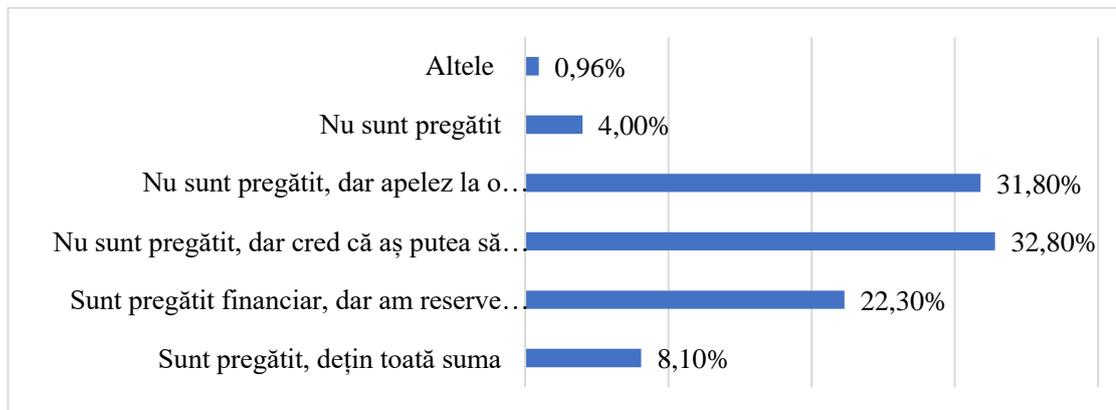 Altele 0,96%
Nu sunt pregătit 4,00%
Nu sunt pregătit, dar apelez la o… 31,80%
Nu sunt pregătit, dar cred că aș putea să… 32,80%
Sunt pregătit financiar, dar am reserve… 22,30%
Sunt pregătit, dețin toată suma 8,10%